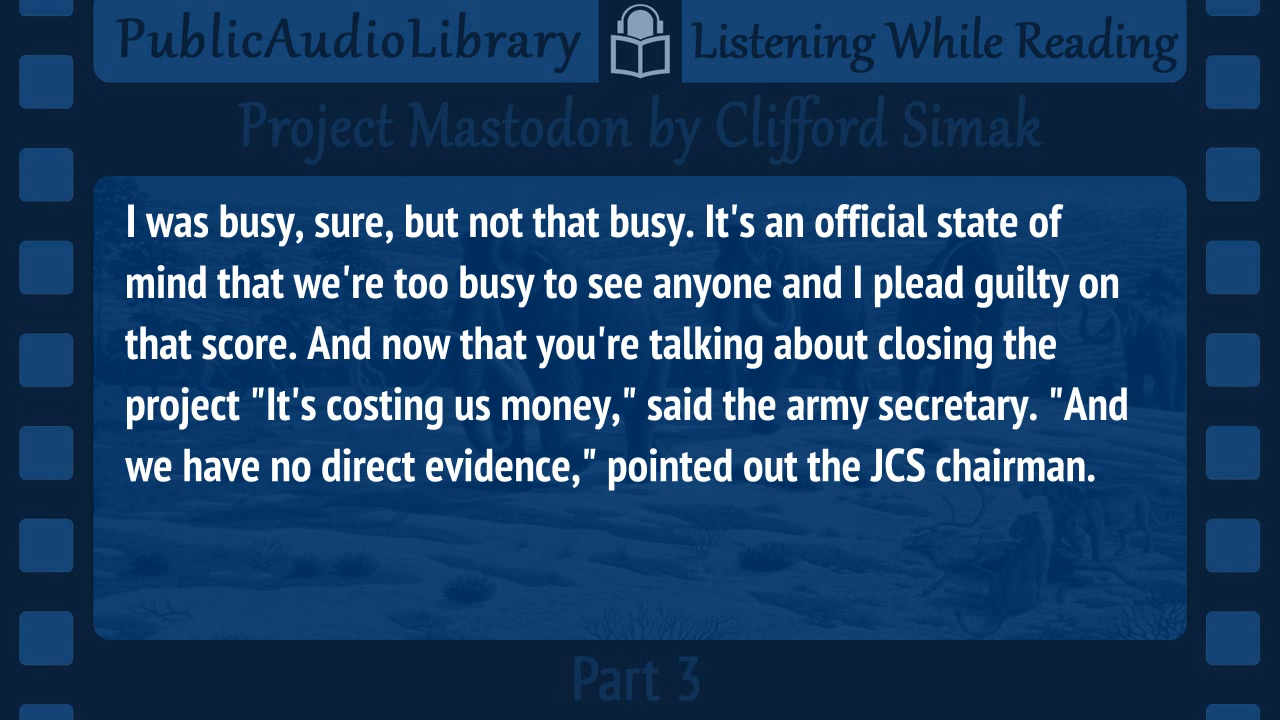 PublicAudioLibrary Listening While Reading
Project Mastodon by Clifford Simak
I was busy, sure, but not that busy. It's an official state of
mind that we're too busy to see anyone and I plead guilty on
that score. And now that you're talking about closing the
project "It's costing us money," said the army secretary. "And
we have no direct evidence," pointed out the JCS chairman.
Part 3